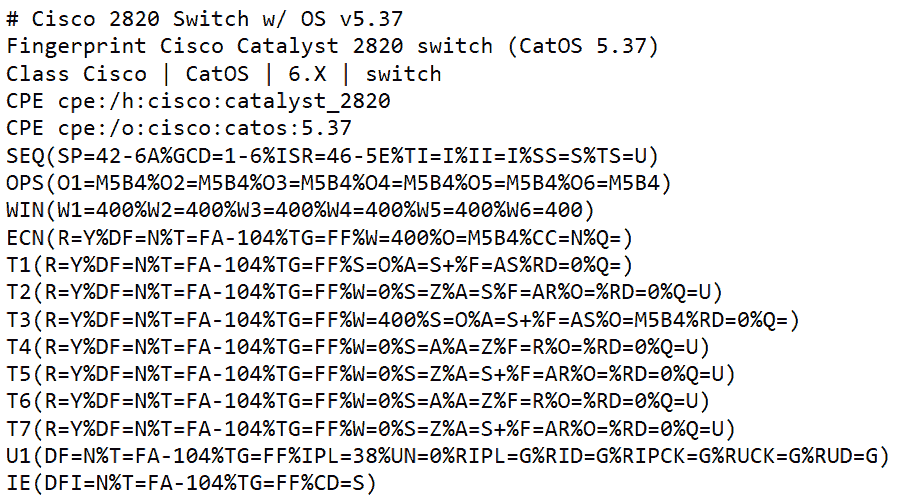 # Cisco 2820 Switch w/ OS v5.37
Fingerprint Cisco Catalyst 2820 switch (CatOS 5.37)
Class Cisco | CatOS | 6.X | switch
CPE cpe:/h:cisco:catalyst_2820
CPE cpe:/o:cisco:catos:5.37
SEQ(SP=42-6A%GCD=1-6%ISR=46-5E%TI=I%II=I%SS=S%TS=U)
OPS(O1=M5B4%O2=M5B4%O3=M5B4%O4=M5B4%O5=M5B4%O6=M5B4)
WIN(W1=400%W2=400%W3=400%W4=400%W5=400%W6=400)
ECN(R=Y%DF=N%T=FA-104%TG=FF%W=400%O=M5B4%CC=N%Q=)
T1(R=Y%DF=N%T=FA-104%TG=FF%S=O%A=S+%F=AS%RD=0%Q=)
T2(R=Y%DF=N%T=FA-104%TG=FF%W=0%S=Z%A=S%F=AR%O=%RD=0%Q=U)
T3(R=Y%DF=N%T=FA-104%TG=FF%W=400%S=O%A=S+%F=AS%O=M5B4%RD=0%Q=)
T4(R=Y%DF=N%T=FA-104%TG=FF%W=0%S=A%A=Z%F=R%O=%RD=0%Q=U)
T5(R=Y%DF=N%T=FA-104%TG=FF%W=0%S=Z%A=S+%F=AR%O=%RD=0%Q=U)
T6(R=Y%DF=N%T=FA-104%TG=FF%W=0%S=A%A=Z%F=R%O=%RD=0%Q=U)
T7(R=Y%DF=N%T=FA-104%TG=FF%W=0%S=Z%A=S+%F=AR%O=%RD=0%Q=U)
U1(DF=N%T=FA-104%TG=FF%IPL=38%UN=0%RIPL=G%RID=G%RIPCK=G%RUCK=G%RUD=G)
IE(DFI=N%T=FA-104%TG=FF%CD=S)